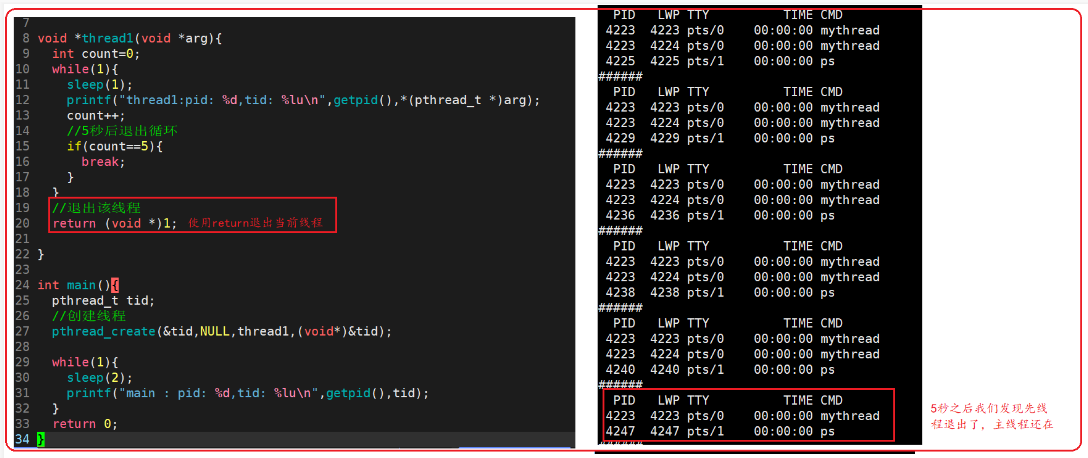 7
8 void *thread1(void *arg){
9   int count=0;
10   while(1){
11     sleep(1);
12     printf("thread1:pid: %d,tid: %lu\n",getpid(),*(pthread_t *)arg);
13     count++;
14     //5秒后退出循环
15     if(count==5){
16       break;
17     }
18   }
19   //退出该线程
20   return (void *)1; 使用return退出当前线程
21
22 }
23
24 int main(){
25   pthread_t tid;
26   //创建线程
27   pthread_create(&tid,NULL,thread1,(void*)&tid);
28
29   while(1){
30     sleep(2);
31     printf("main : pid: %d,tid: %lu\n",getpid(),tid);
32   }
33   return 0;
34 }
PID LWP TTY TIME CMD
4223 4223 pts/0 00:00:00 mythread
4223 4224 pts/0 00:00:00 mythread
4225 4225 pts/1 00:00:00 ps
######
PID LWP TTY TIME CMD
4223 4223 pts/0 00:00:00 mythread
4223 4224 pts/0 00:00:00 mythread
4229 4229 pts/1 00:00:00 ps
######
PID LWP TTY TIME CMD
4223 4223 pts/0 00:00:00 mythread
4223 4224 pts/0 00:00:00 mythread
4236 4236 pts/1 00:00:00 ps
######
PID LWP TTY TIME CMD
4223 4223 pts/0 00:00:00 mythread
4223 4224 pts/0 00:00:00 mythread
4238 4238 pts/1 00:00:00 ps
######
PID LWP TTY TIME CMD
4223 4223 pts/0 00:00:00 mythread
4223 4224 pts/0 00:00:00 mythread
4240 4240 pts/1 00:00:00 ps
######
PID LWP TTY TIME CMD
4223 4223 pts/0 00:00:00 mythread
4247 4247 pts/1 00:00:00 ps
######
5秒之后我们发现先线
程退出了，主线程还在